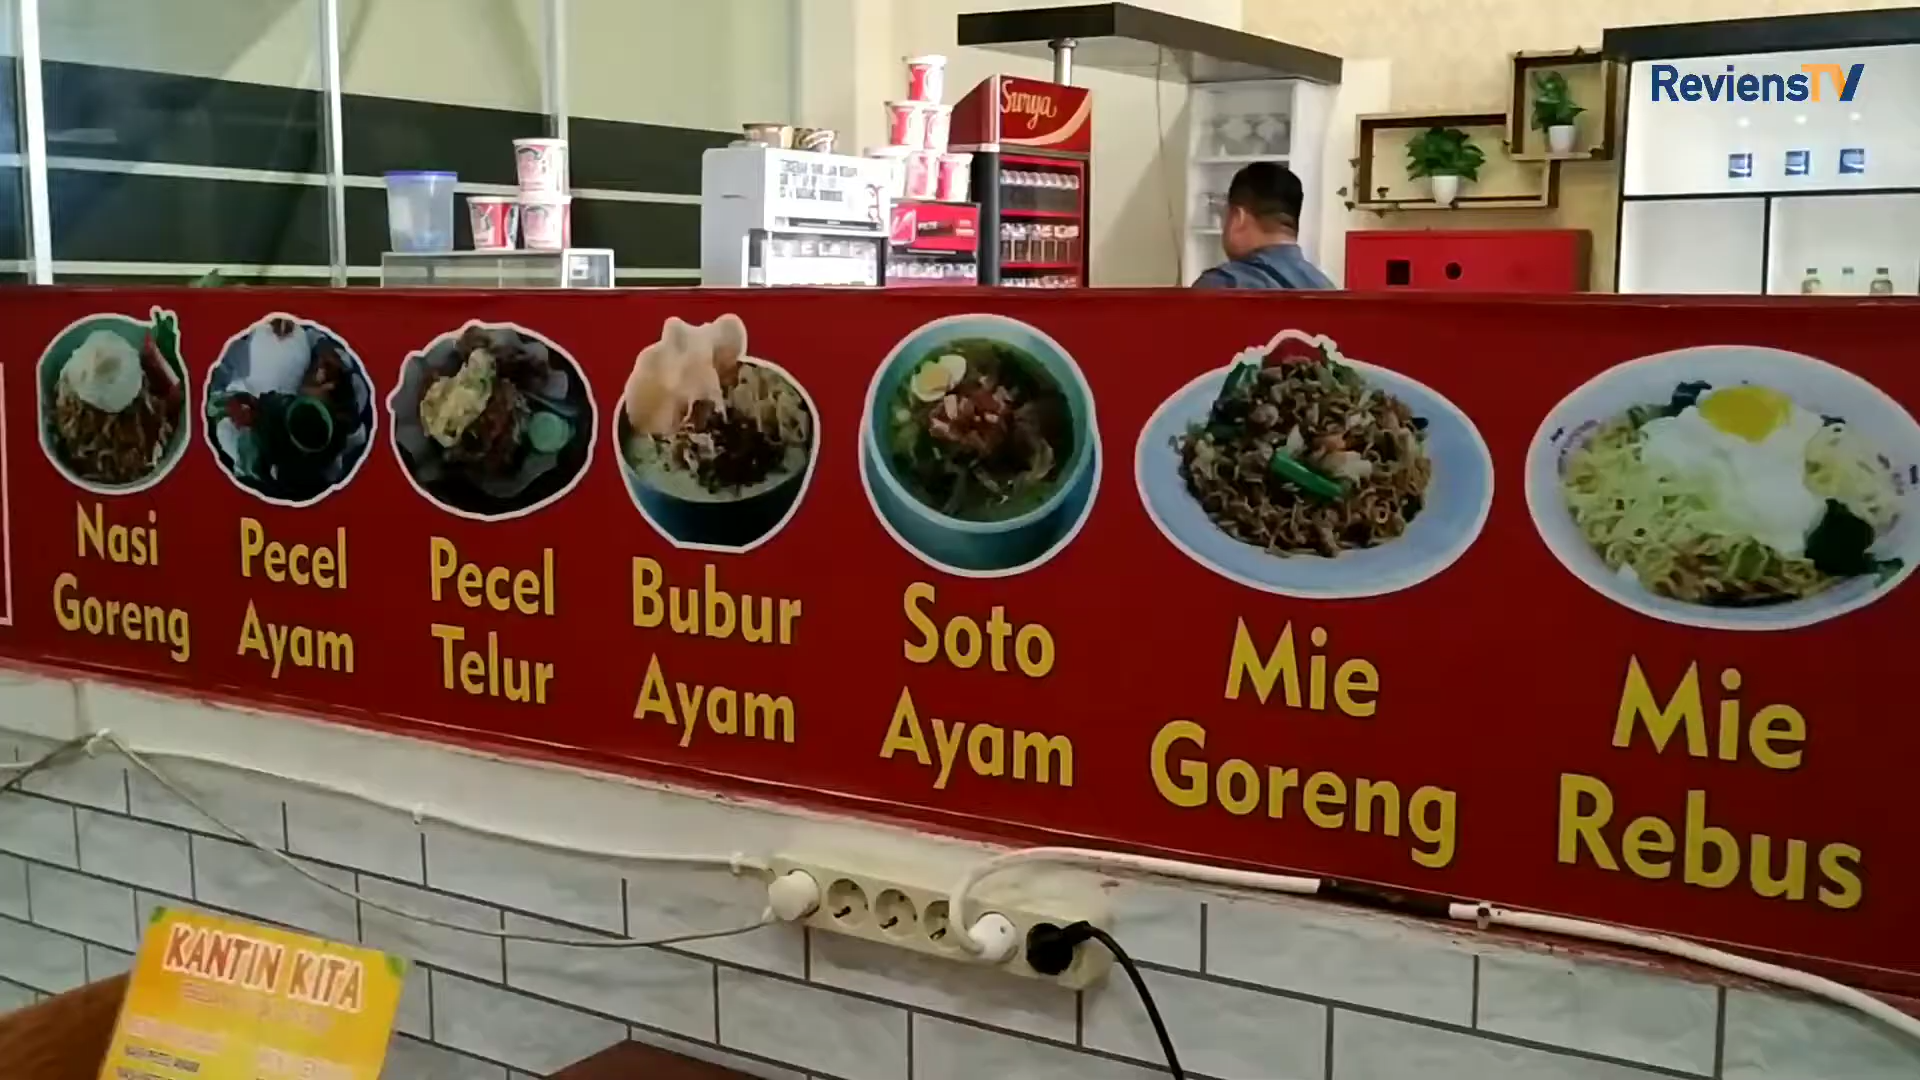 ReviensTV
Surya
Nasi
Goreng
Pecel
Ayam
Pecel
Telur
Bubur
Ayam
Soto
Ayam
Mie
Goreng
Mie
Rebus
KANTIN KITA